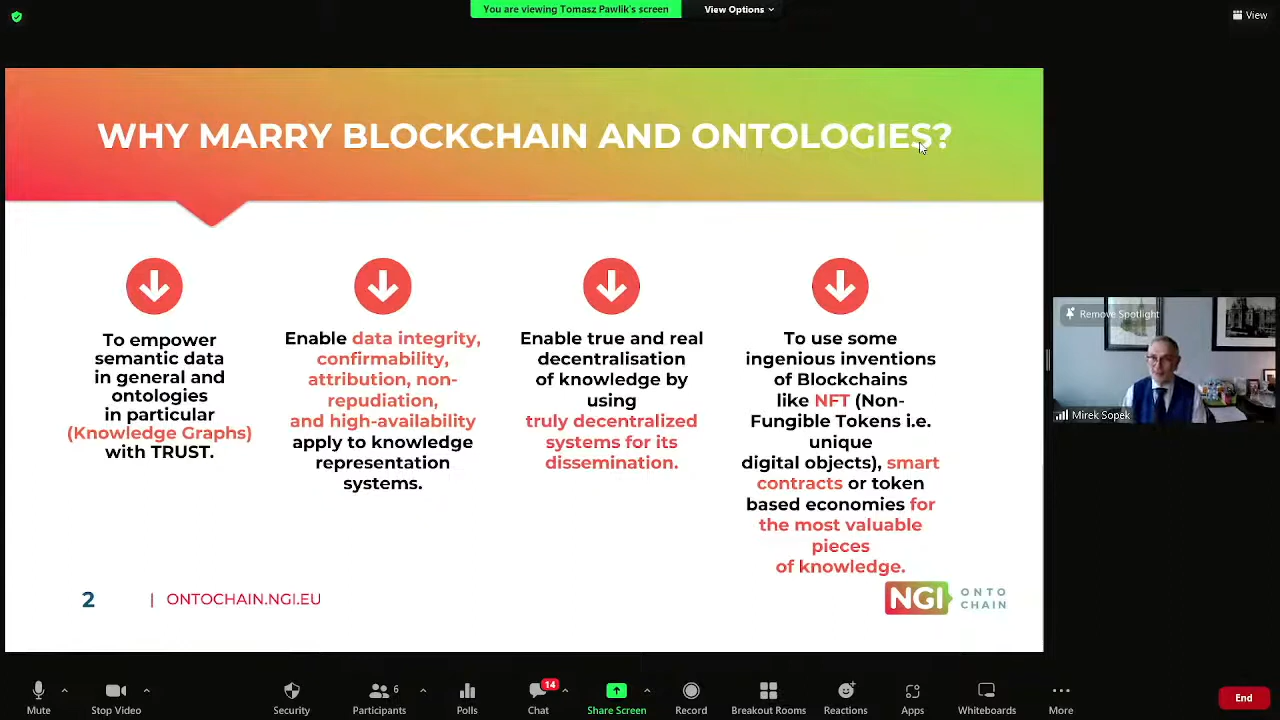 You are viewing Tomasz Pawlik's screen
View Options
View
WHY MARRY BLOCKCHAIN AND ONTOLOGIES?
To empower
semantic data
in general and
ontologies
in particular
(Knowledge Graphs)
with TRUST.
Enable data integrity,
confirmability,
attribution, non-
repudiation,
and high-availability
apply to knowledge
representation
systems.
Enable true and real
decentralisation
of knowledge by
using
truly decentralized
systems for its
dissemination.
To use some
ingenious inventions
of Blockchains
like NFT (Non-
Fungible Tokens i.e.
unique
digital objects), smart
contracts or token
based economies for
the most valuable
pieces
of knowledge.
2 | ONTOCHAIN.NGI.EU
NGI ONTO
CHAIN
Remove Spotlight
Mirek Sopek
Mute
Stop Video
Security
6
Participants
Polls
14
Chat
Share Screen
Record
Breakout Rooms
Reactions
Apps
Whiteboards
More
End